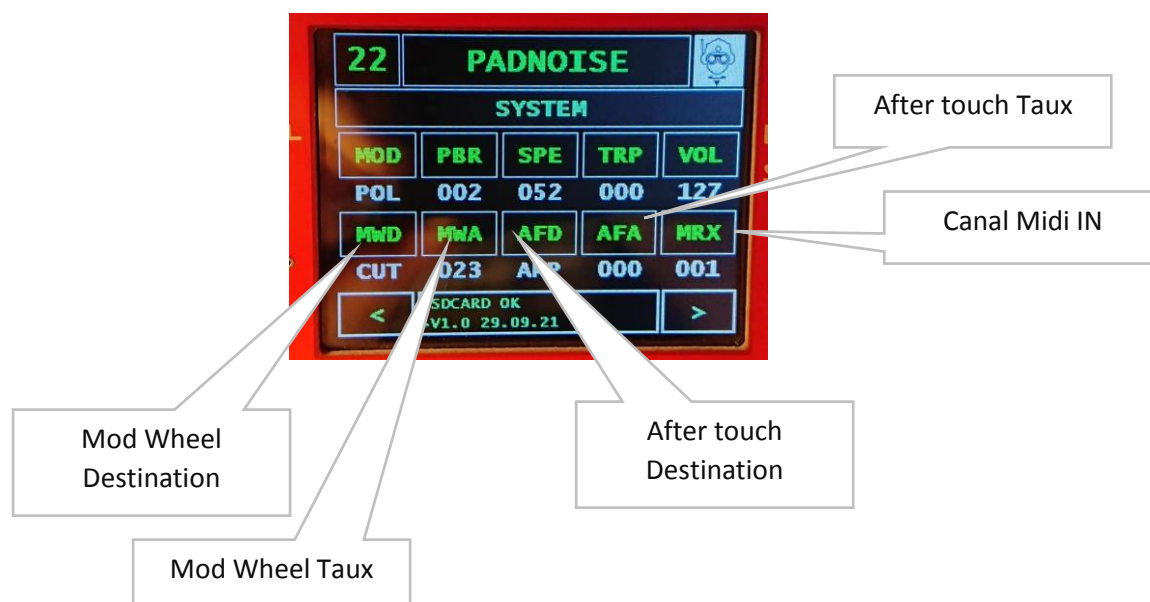 22 PADNOISE
SYSTEM
After touch Taux
MOD PBR SPE TRP VOL
POL 002 052 000 127
MWD MWA AFD AFA MRX
Canal Midi IN
CUT 023 000 001
< SDCARD OK >
V1.0 29.09.21
Mod Wheel
Destination
After touch
Destination
Mod Wheel Taux